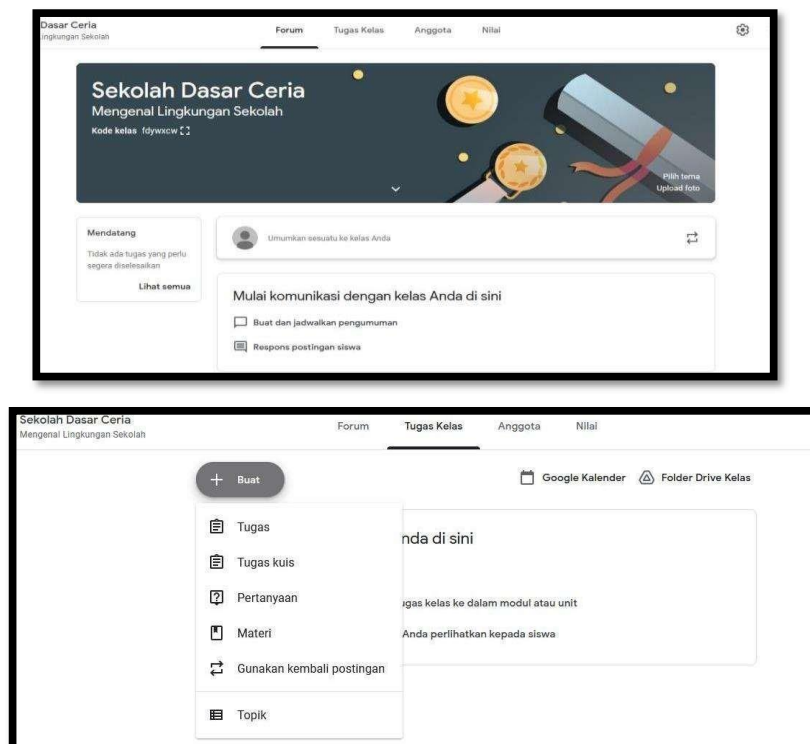 Dasar Ceria
ingkungan Sekolah
Forum Tugas Kelas Anggota Nilai
Sekolah Dasar Ceria
Mengenal Lingkungan Sekolah
Kode kelas fdywxcw
Pilih tema
Upload foto
Mendatang
Tidak ada tugas yang perlu
segera diselesaikan
Lihat semua
Umumkan sesuatu ke kelas Anda
Mulai komunikasi dengan kelas Anda di sini
Buat dan jadwalkan pengumuman
Respons postingan siswa
Sekolah Dasar Ceria
Mengenal Lingkungan Sekolah
Forum Tugas Kelas Anggota Nilai
+ Buat
Google Kalender Folder Drive Kelas
Tugas
Tugas kuis
Pertanyaan
Materi
Gunakan kembali postingan
Topik
nda di sini
ugas kelas ke dalam modul atau unit
Anda perlihatkan kepada siswa